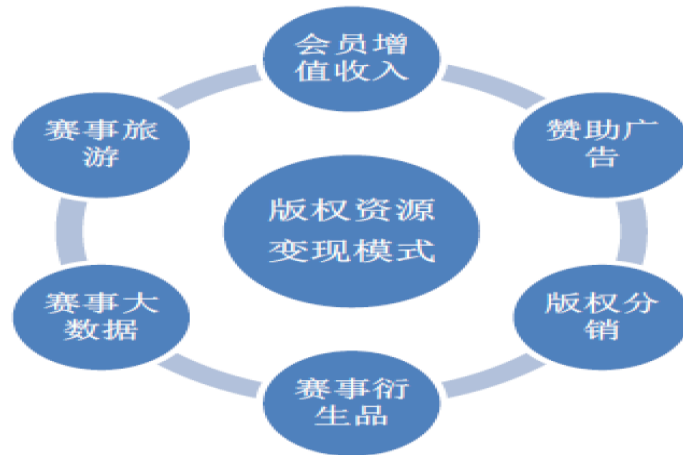 会员增
值收入
赞助广
告
版权分
销
赛事衍
生品
赛事大
数据
赛事旅
游
版权资源
变现模式